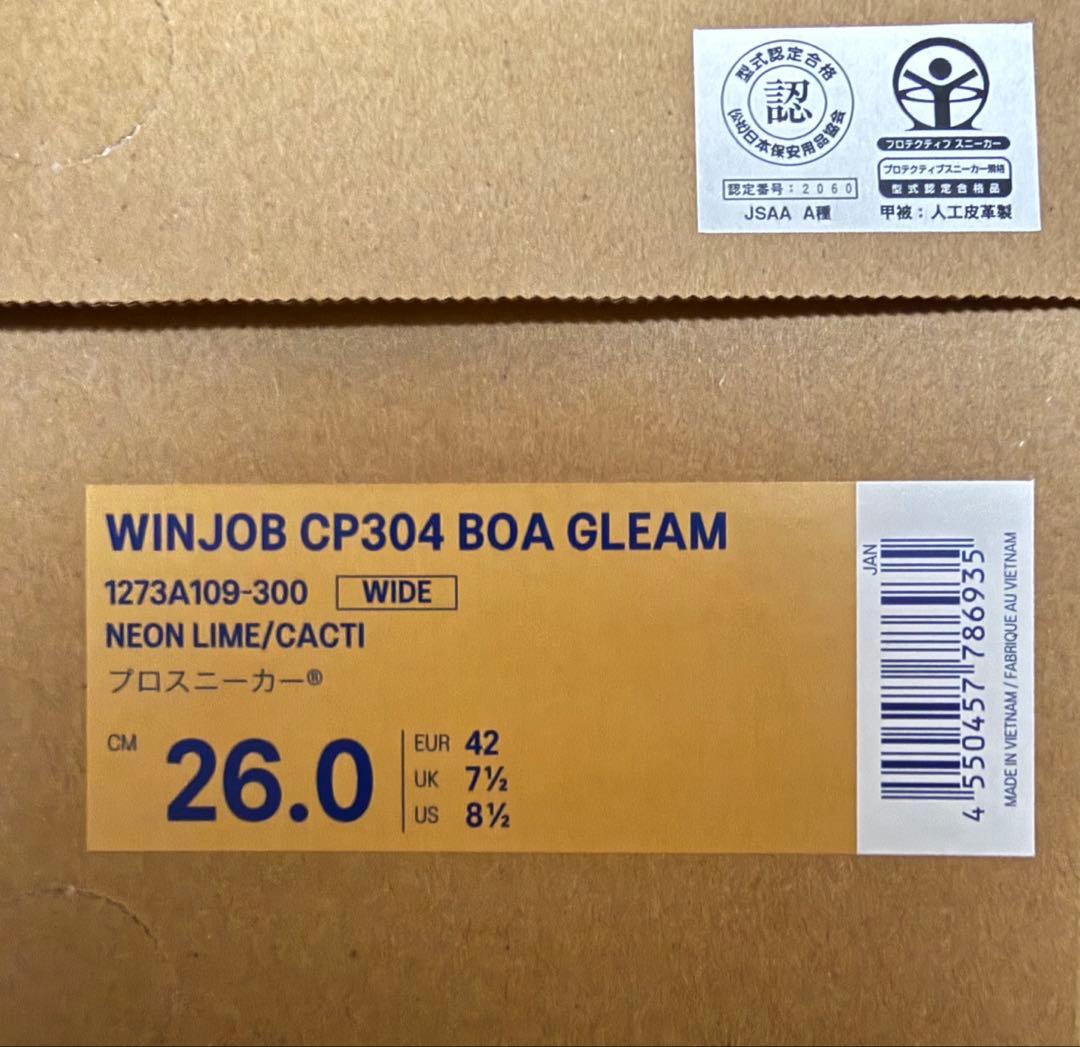 型式認定合格
認
(公社)日本保安用品協会
認定番号：2060
JSAA A種
プロテクティブ スニーカー
プロテクティブスニーカー規格
型式認定合格品
甲被：人工皮革製
WINJOB CP304 BOA GLEAM
1273A109-300 WIDE
NEON LIME/CACTI
プロスニーカー®
CM 26.0
EUR 42
UK 7½
US 8½
JAN
4 550457 786935
MADE IN VIETNAM / FABRIQUE AU VIETNAM